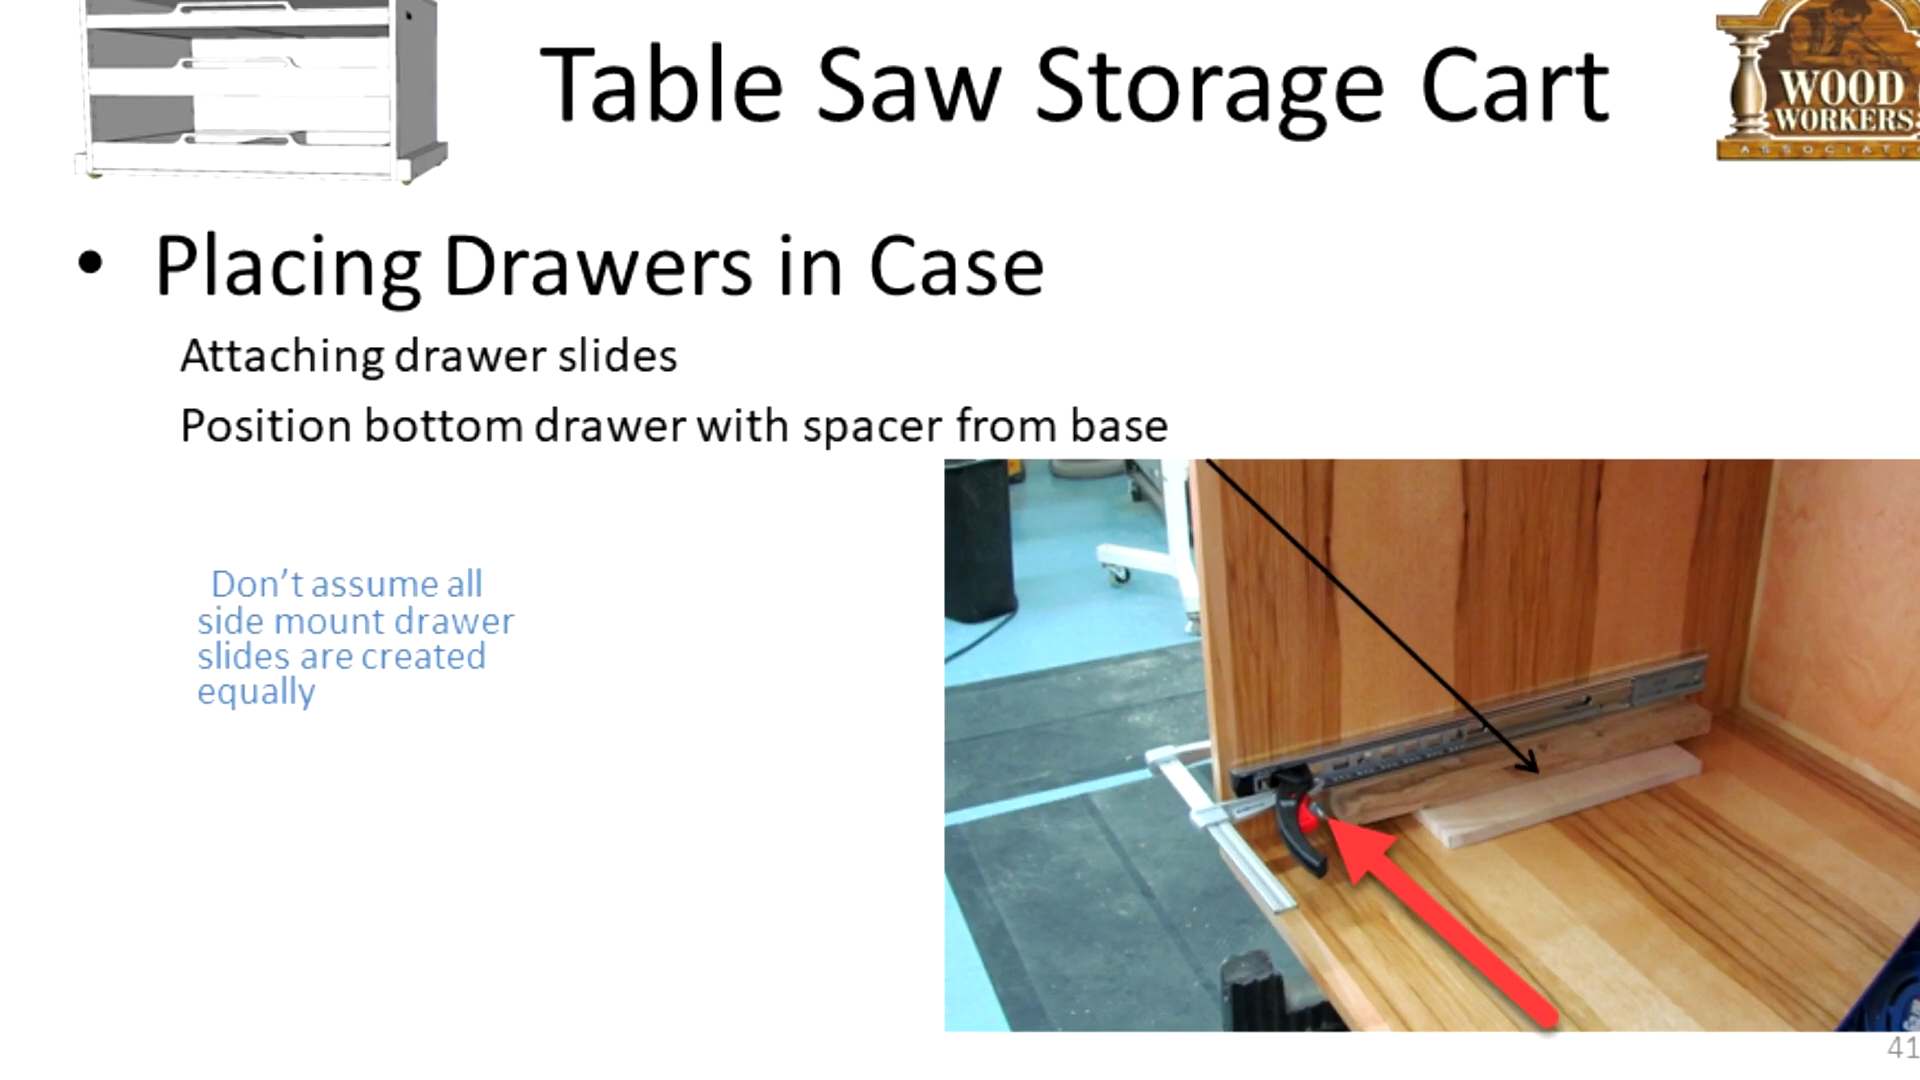 Table Saw Storage Cart
WOOD
WORKERS
• Placing Drawers in Case
Attaching drawer slides
Position bottom drawer with spacer from base
Don’t assume all
side mount drawer
slides are created
equally
41